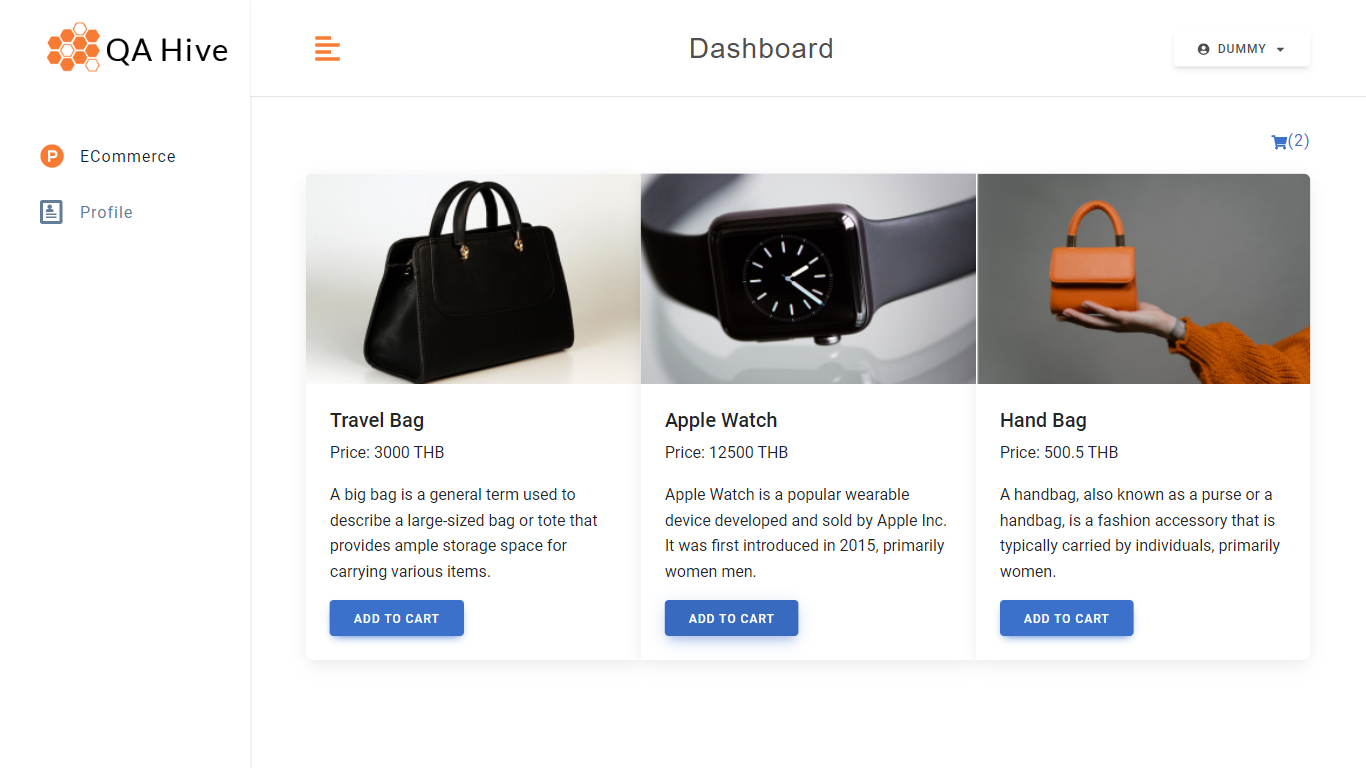 QA Hive
Dashboard
DUMMY
ECommerce
Profile
(2)
Travel Bag
Price: 3000 THB
A big bag is a general term used to
describe a large-sized bag or tote that
provides ample storage space for
carrying various items.
ADD TO CART
Apple Watch
Price: 12500 THB
Apple Watch is a popular wearable
device developed and sold by Apple Inc.
It was first introduced in 2015, primarily
women men.
ADD TO CART
Hand Bag
Price: 500.5 THB
A handbag, also known as a purse or a
handbag, is a fashion accessory that is
typically carried by individuals, primarily
women.
ADD TO CART